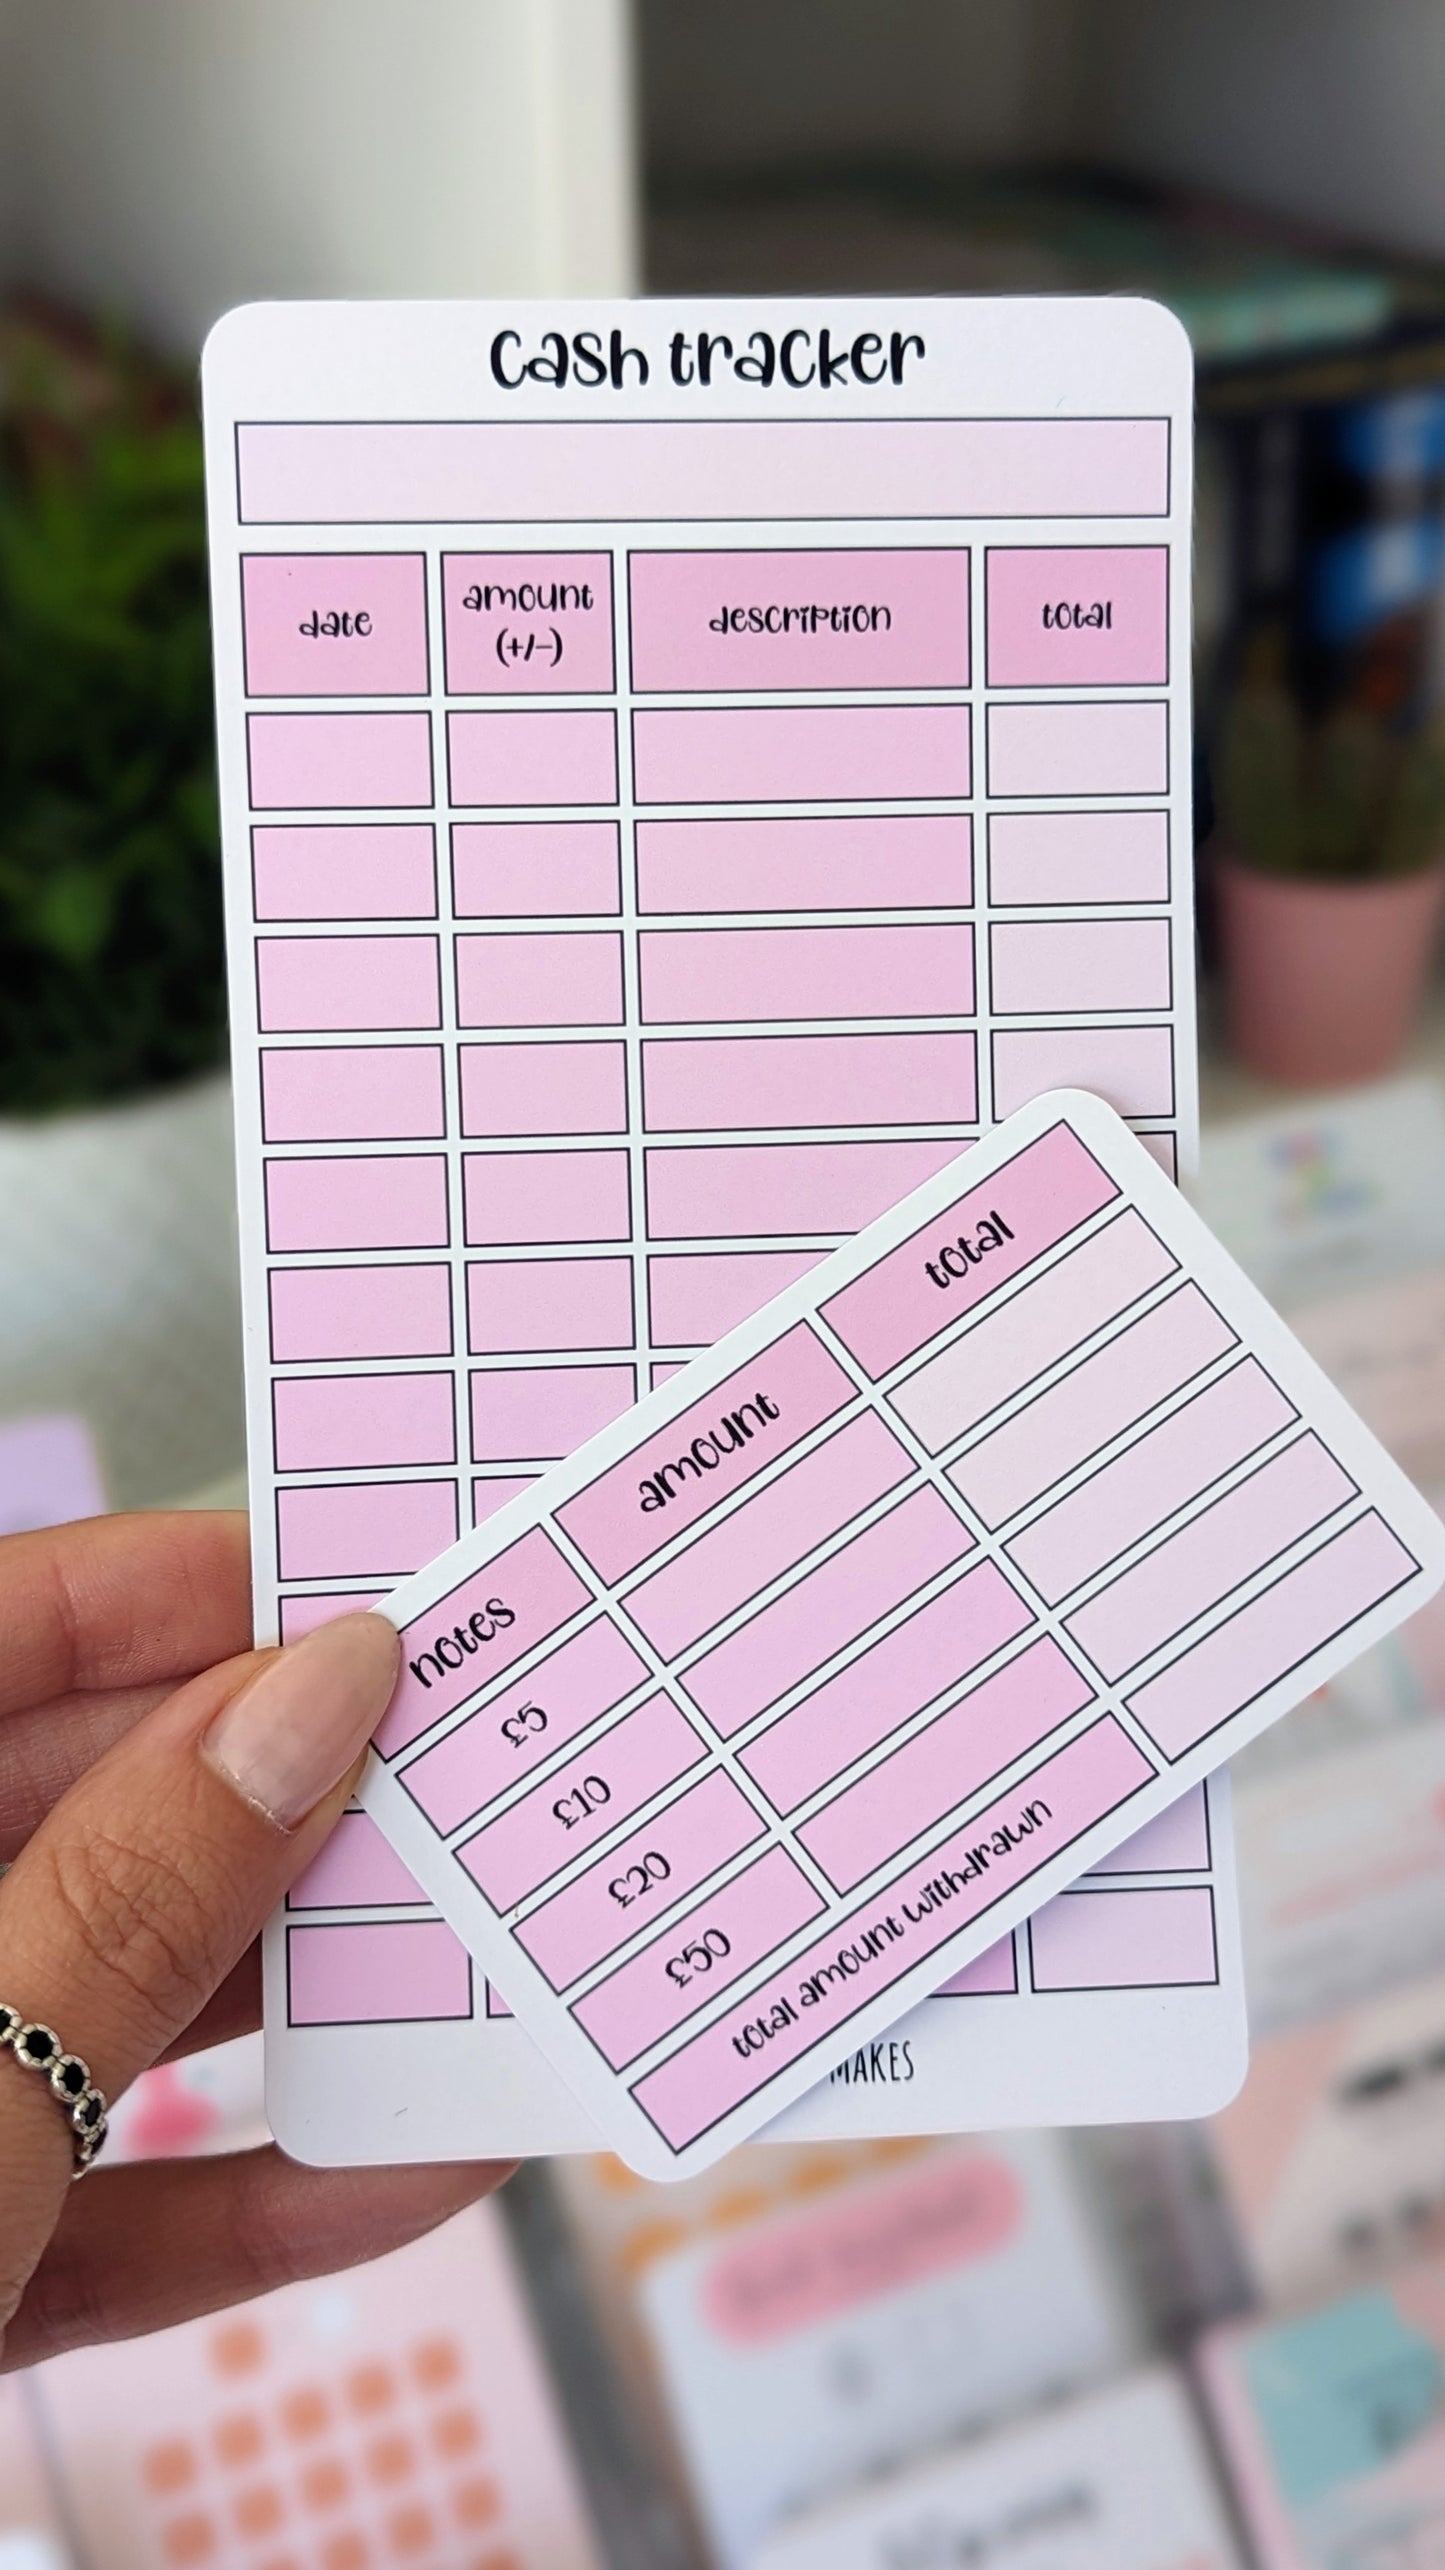 Cash tracker
date
amount
(+/-)
description
total
notes
amount
total
£5
£10
£20
£50
total amount withdrawn
MAKES